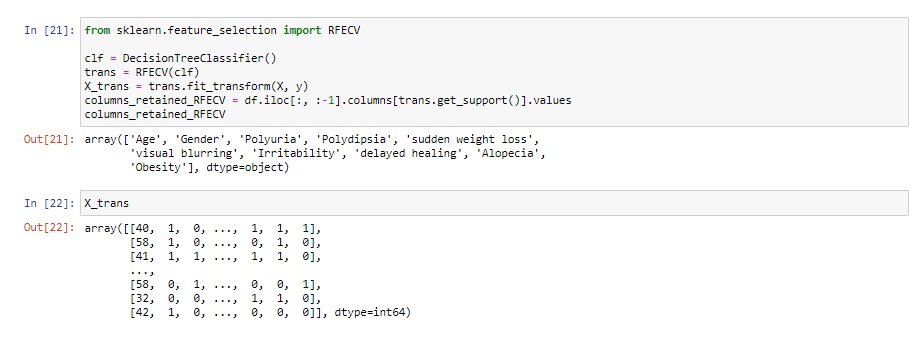 In [21]: from sklearn.feature_selection import RFECV
clf = DecisionTreeClassifier()
trans = RFECV(clf)
X_trans = trans.fit_transform(X, y)
columns_retained_RFECV = df.iloc[:, :-1].columns[trans.get_support()].values
columns_retained_RFECV
Out[21]: array(['Age', 'Gender', 'Polyuria', 'Polydipsia', 'sudden weight loss',
'visual blurring', 'Irritability', 'delayed healing', 'Alopecia',
'Obesity'], dtype=object)
In [22]: X_trans
Out[22]: array([[40, 1, 0, ..., 1, 1, 1],
[58, 1, 0, ..., 0, 1, 0],
[41, 1, 1, ..., 1, 1, 0],
...,
[58, 0, 1, ..., 0, 0, 1],
[32, 0, 0, ..., 1, 1, 0],
[42, 1, 0, ..., 0, 0, 0]], dtype=int64)